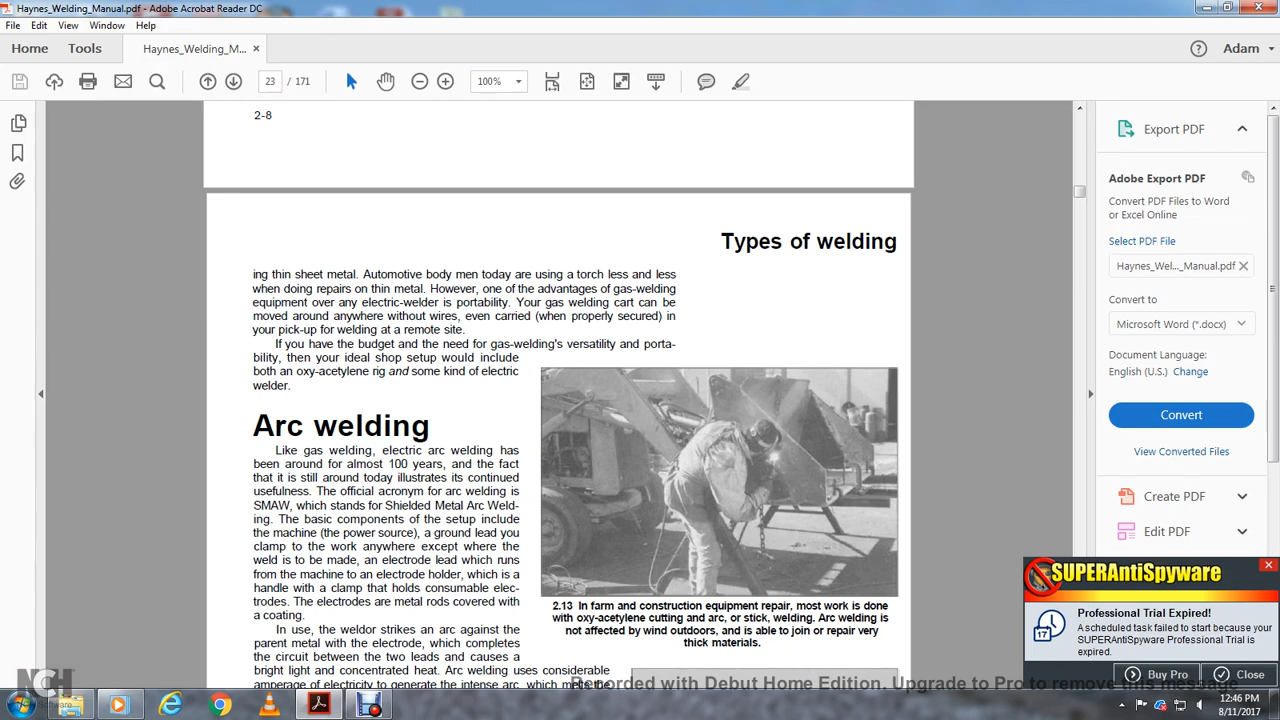 Haynes_Welding_Manual.pdf - Adobe Acrobat Reader DC
File Edit View Window Help
Home Tools Haynes_Welding_M... × Adam
23 / 171 100%
2-8
Types of welding
ing thin sheet metal. Automotive body men today are using a torch less and less
when doing repairs on thin metal. However, one of the advantages of gas-welding
equipment over any electric-welder is portability. Your gas welding cart can be
moved around anywhere without wires, even carried (when properly secured) in
your pick-up for welding at a remote site.
If you have the budget and the need for gas-welding's versatility and porta-
bility, then your ideal shop setup would include
both an oxy-acetylene rig and some kind of electric
welder.
Arc welding
Like gas welding, electric arc welding has
been around for almost 100 years, and the fact
that it is still around today illustrates its continued
usefulness. The official acronym for arc welding is
SMAW, which stands for Shielded Metal Arc Weld-
ing. The basic components of the setup include
the machine (the power source), a ground lead you
clamp to the work anywhere except where the
weld is to be made, an electrode lead which runs
from the machine to an electrode holder, which is a
handle with a clamp that holds consumable elec-
trodes. The electrodes are metal rods covered with
a coating.
In use, the weldor strikes an arc against the
parent metal with the electrode, which completes
the circuit between the two leads and causes a
bright light and concentrated heat. Arc welding uses considerable
amperage of electricity to generate the intense arc, which melts the
2.13 In farm and construction equipment repair, most work is done
with oxy-acetylene cutting and arc, or stick, welding. Arc welding is
not affected by wind outdoors, and is able to join or repair very
thick materials.
Export PDF
Adobe Export PDF
Convert PDF Files to Word
or Excel Online
Select PDF File
Haynes_Wel..._Manual.pdf ×
Convert to
Microsoft Word (*.docx)
Document Language:
English (U.S.) Change
Convert
View Converted Files
Create PDF
Edit PDF
SUPERAntiSpyware
Professional Trial Expired!
A scheduled task failed to start because your
SUPERAntiSpyware Professional Trial is
expired.
17
Buy Pro Close
NCH
Software
Recorded with Debut Home Edition. Upgrade to Pro to remove this message
12:46 PM
8/11/2017